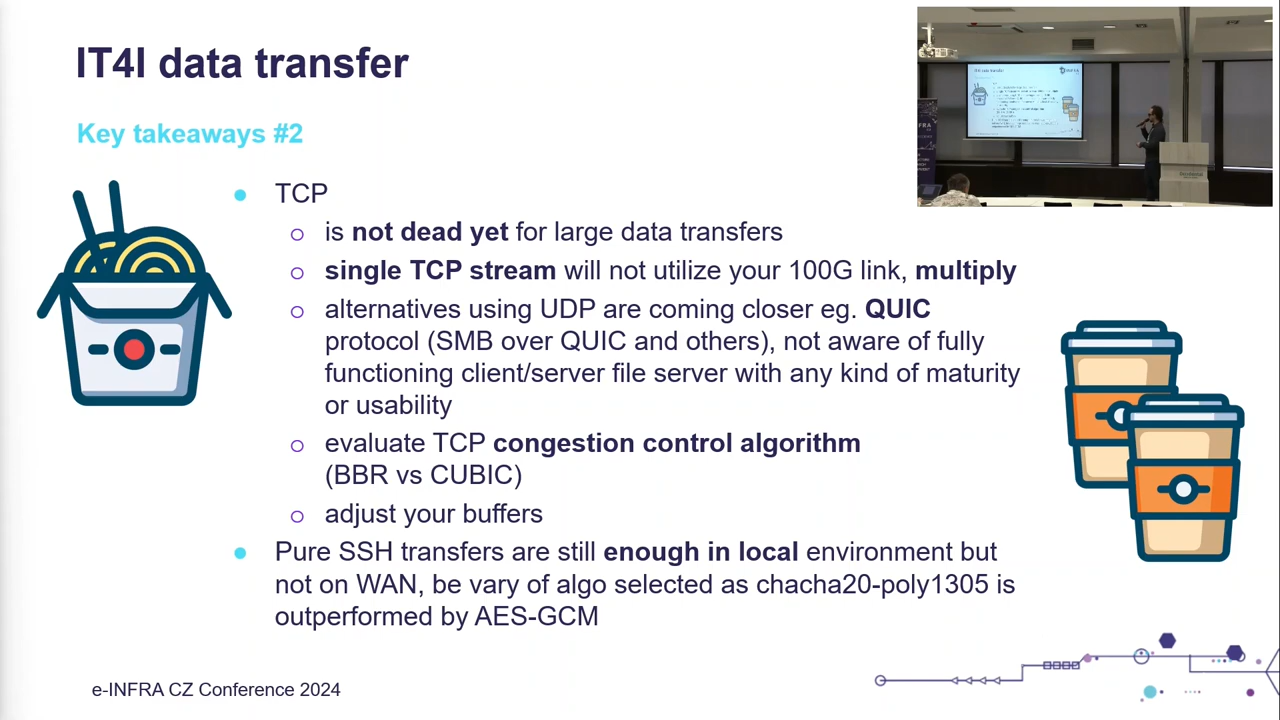 IT4I data transfer
Key takeaways #2
TCP
is not dead yet for large data transfers
single TCP stream will not utilize your 100G link, multiply
alternatives using UDP are coming closer eg. QUIC
protocol (SMB over QUIC and others), not aware of fully
functioning client/server file server with any kind of maturity
or usability
evaluate TCP congestion control algorithm
(BBR vs CUBIC)
adjust your buffers
Pure SSH transfers are still enough in local environment but
not on WAN, be vary of algo selected as chacha20-poly1305 is
outperformed by AES-GCM
e-INFRA CZ Conference 2024